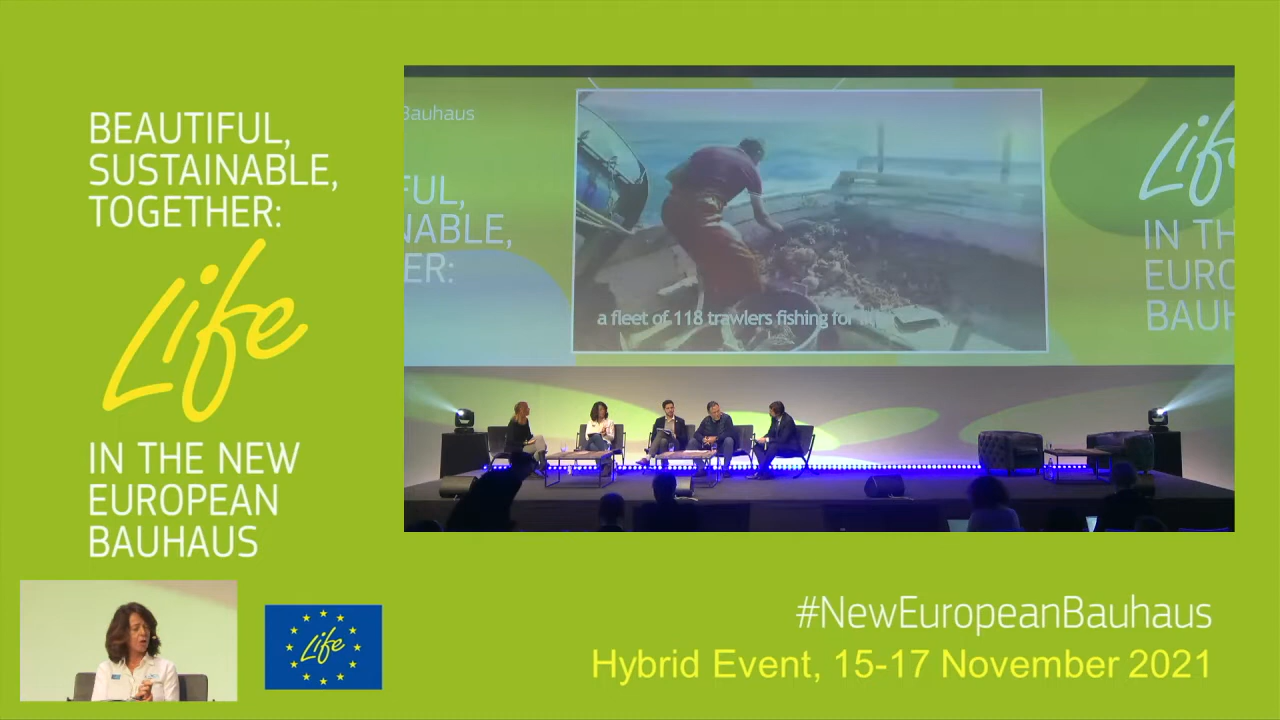 BEAUTIFUL,
SUSTAINABLE,
TOGETHER:
Life
IN THE NEW
EUROPEAN
BAUHAUS
Bauhaus
FUL,
NABLE,
ER:
a fleet of 118 trawlers fishing for
Life
IN TH
EURO
BAUH
Life
#NewEuropeanBauhaus
Hybrid Event, 15-17 November 2021